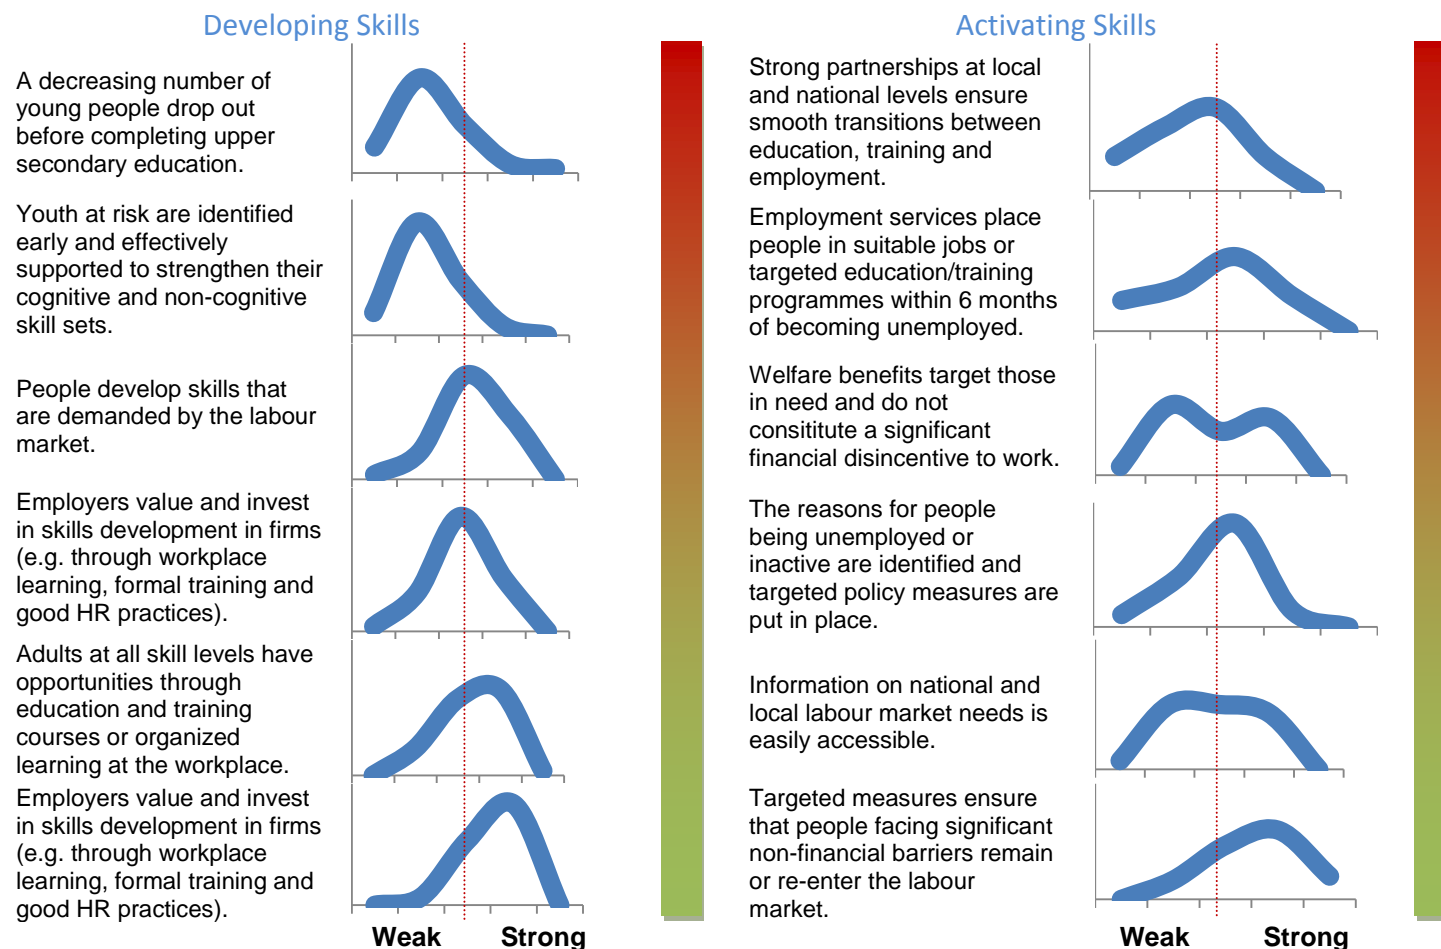 Developing Skills
A decreasing number of
young people drop out
before completing upper
secondary education.
Youth at risk are identified
early and effectively
supported to strengthen their
cognitive and non-cognitive
skill sets.
People develop skills that
are demanded by the labour
market.
Employers value and invest
in skills development in firms
(e.g. through workplace
learning, formal training and
good HR practices).
Adults at all skill levels have
opportunities through
education and training
courses or organized
learning at the workplace.
Employers value and invest
in skills development in firms
(e.g. through workplace
learning, formal training and
good HR practices).
Weak Strong
Activating Skills
Strong partnerships at local
and national levels ensure
smooth transitions between
education, training and
employment.
Employment services place
people in suitable jobs or
targeted education/training
programmes within 6 months
of becoming unemployed.
Welfare benefits target those
in need and do not
consititute a significant
financial disincentive to work.
The reasons for people
being unemployed or
inactive are identified and
targeted policy measures are
put in place.
Information on national and
local labour market needs is
easily accessible.
Targeted measures ensure
that people facing significant
non-financial barriers remain
or re-enter the labour
market.
Weak Strong